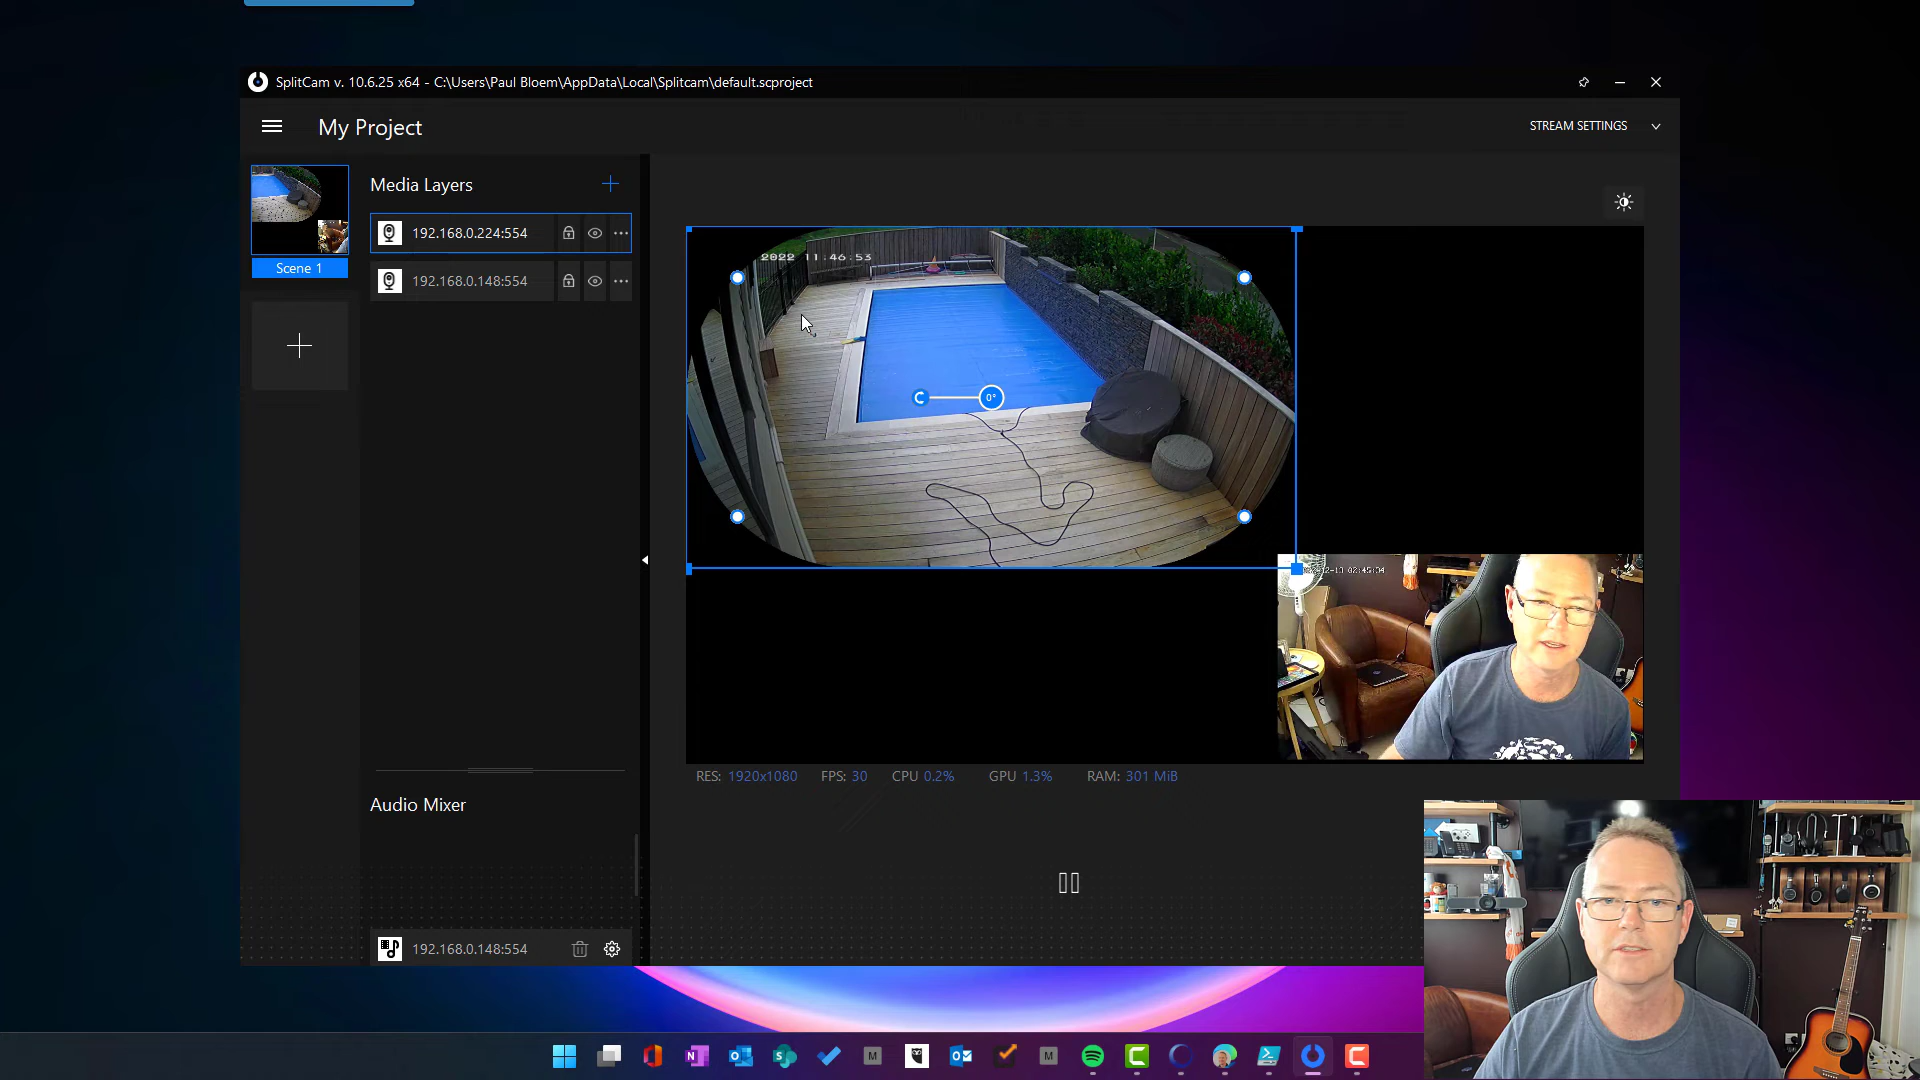 SplitCam v. 10.6.25 x64 - C:\Users\Paul Bloem\AppData\Local\Splitcam\default.scproject
My Project
STREAM SETTINGS
Media Layers
192.168.0.224:554
192.168.0.148:554
Scene 1
2022 11:46:53
0°
RES: 1920x1080 FPS: 30 CPU 0.2% GPU 1.3% RAM: 301 MiB
Audio Mixer
192.168.0.148:554